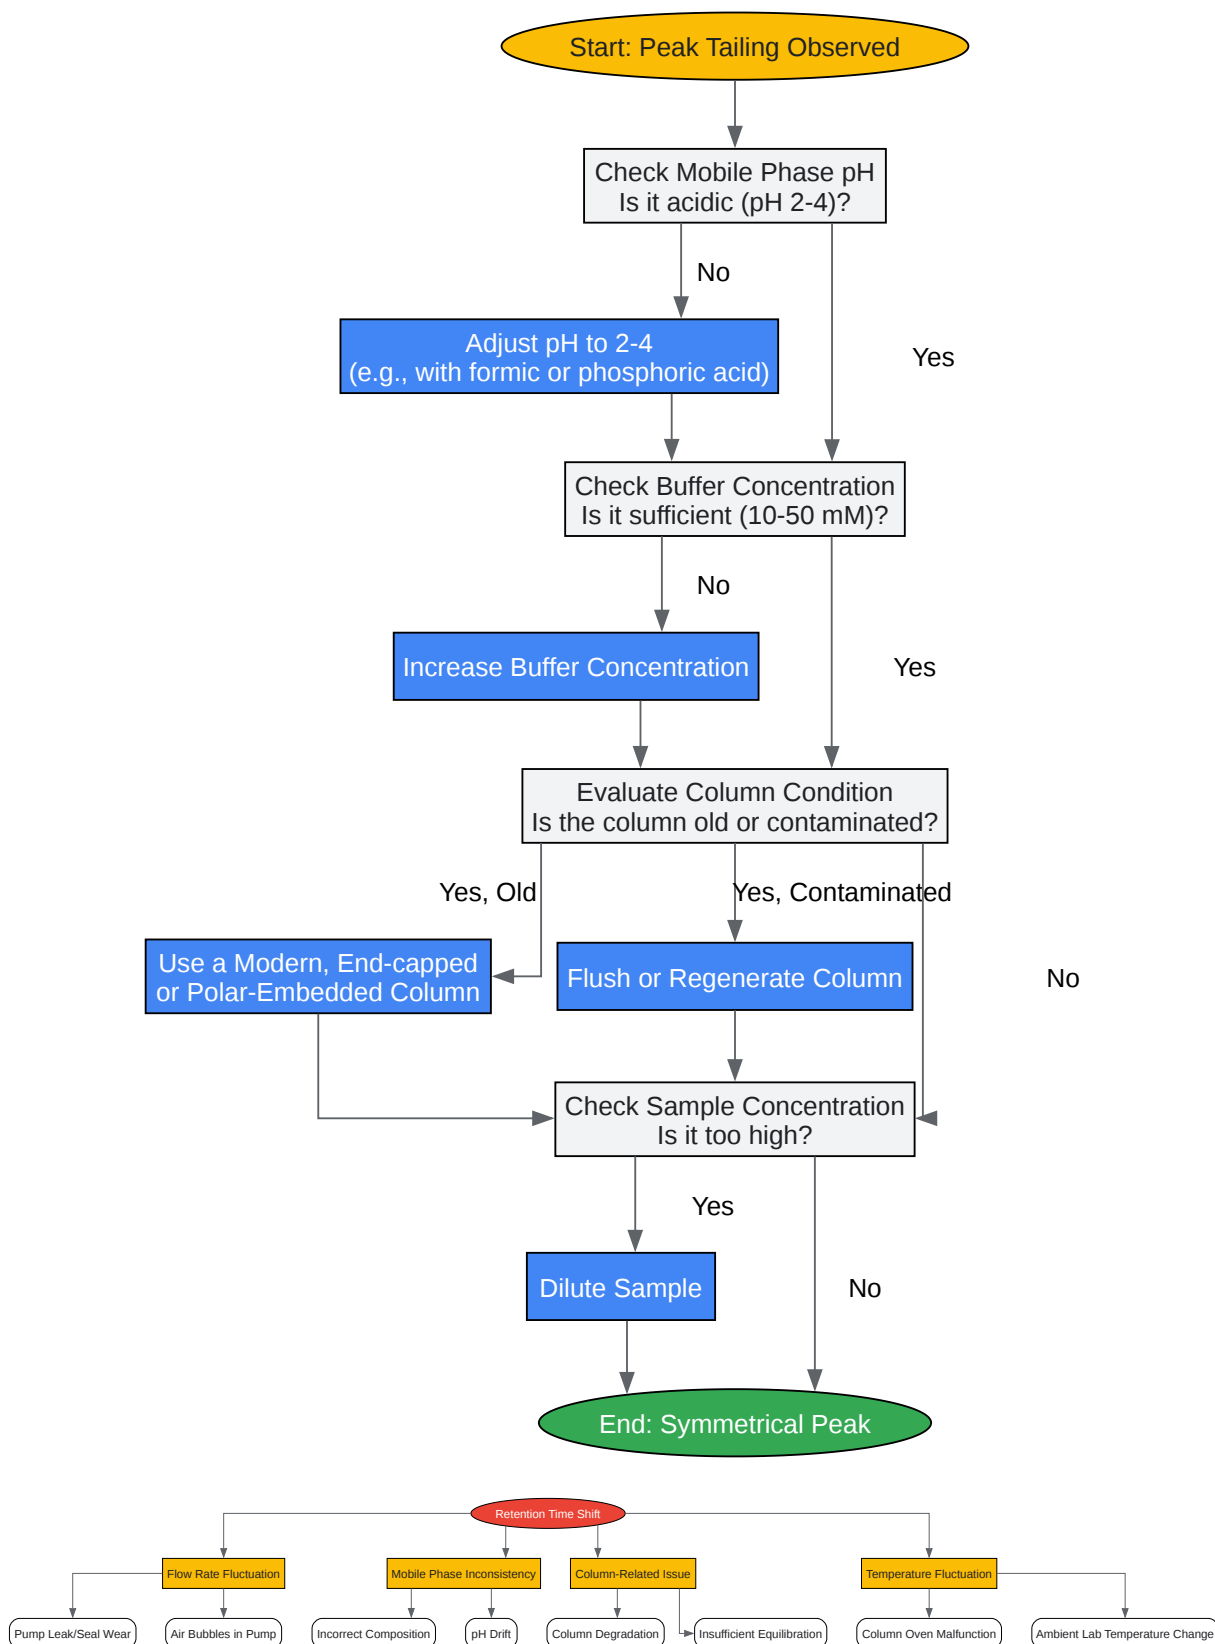 Start: Peak Tailing Observed
Check Mobile Phase pH
Is it acidic (pH 2-4)?
No
Adjust pH to 2-4
(e.g., with formic or phosphoric acid)
Yes
Check Buffer Concentration
Is it sufficient (10-50 mM)?
No
Increase Buffer Concentration
Yes
Evaluate Column Condition
Is the column old or contaminated?
Yes, Old
Yes, Contaminated
Use a Modern, End-capped
or Polar-Embedded Column
Flush or Regenerate Column
No
Check Sample Concentration
Is it too high?
Yes
Dilute Sample
No
End: Symmetrical Peak
Retention Time Shift
Flow Rate Fluctuation
Mobile Phase Inconsistency
Column-Related Issue
Temperature Fluctuation
Pump Leak/Seal Wear
Air Bubbles in Pump
Incorrect Composition
pH Drift
Column Degradation
Insufficient Equilibration
Column Oven Malfunction
Ambient Lab Temperature Change